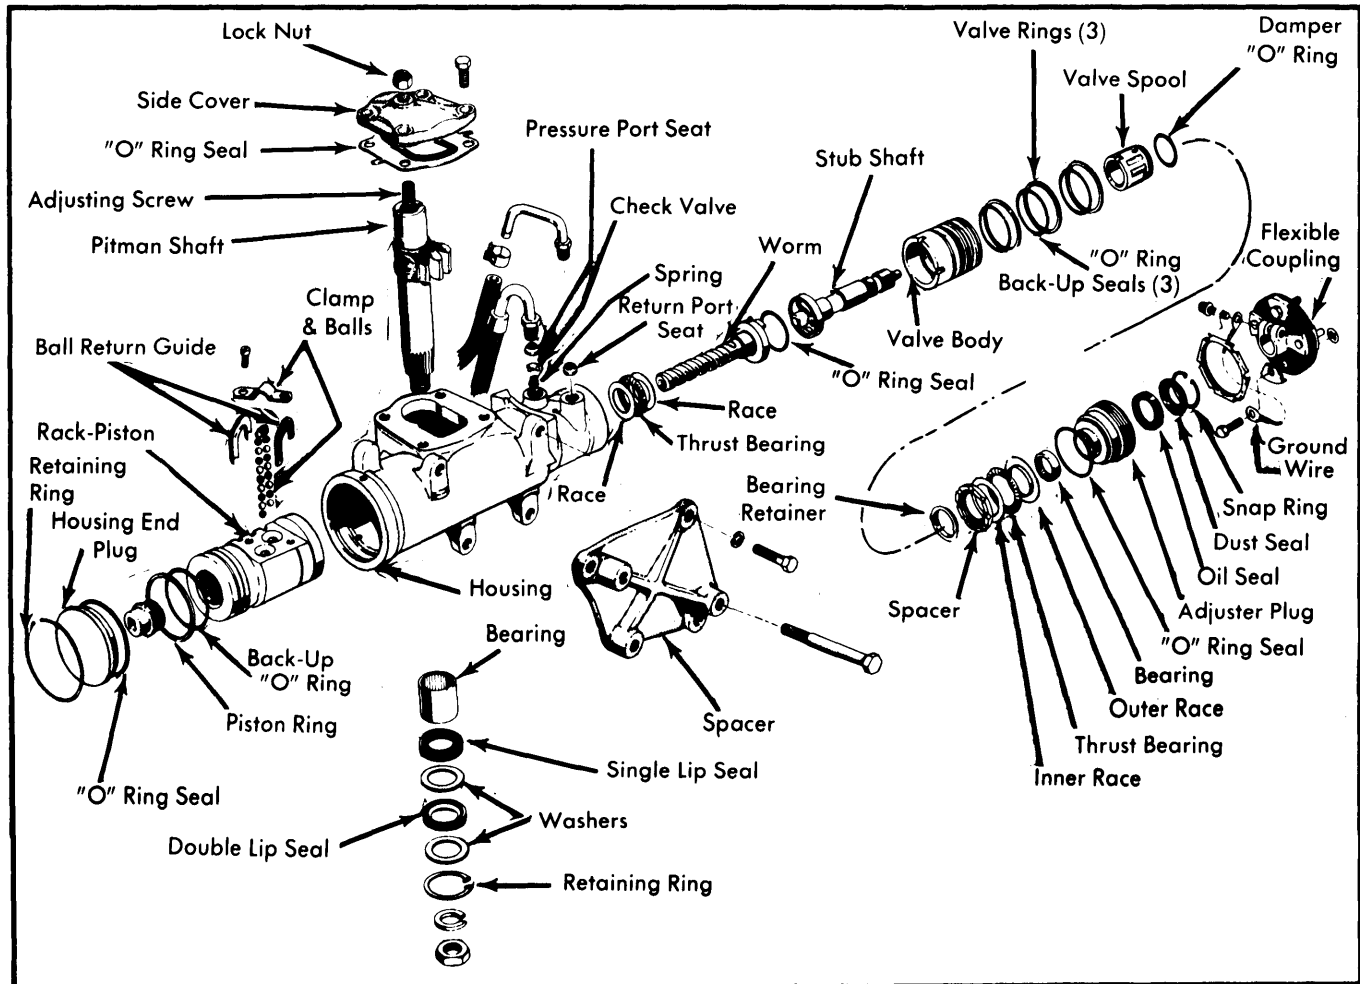 Lock Nut
Side Cover
"O" Ring Seal
Adjusting Screw
Pitman Shaft
Clamp
& Balls
Ball Return Guide
Rack-Piston
Retaining
Ring
Housing End
Plug
Pressure Port Seat
Check Valve
Spring
Return Port
Seat
Worm
Stub Shaft
Valve Rings (3)
Valve Spool
Damper
"O" Ring
"O" Ring
Back-Up Seals (3)
Valve Body
"O" Ring Seal
Flexible
Coupling
Race
Thrust Bearing
Race
Bearing
Retainer
Ground
Wire
Snap Ring
Dust Seal
Oil Seal
Adjuster Plug
"O" Ring Seal
Bearing
Outer Race
Thrust Bearing
Inner Race
Spacer
Housing
Bearing
Back-Up
"O" Ring
Piston Ring
"O" Ring Seal
Spacer
Single Lip Seal
Washers
Double Lip Seal
Retaining Ring